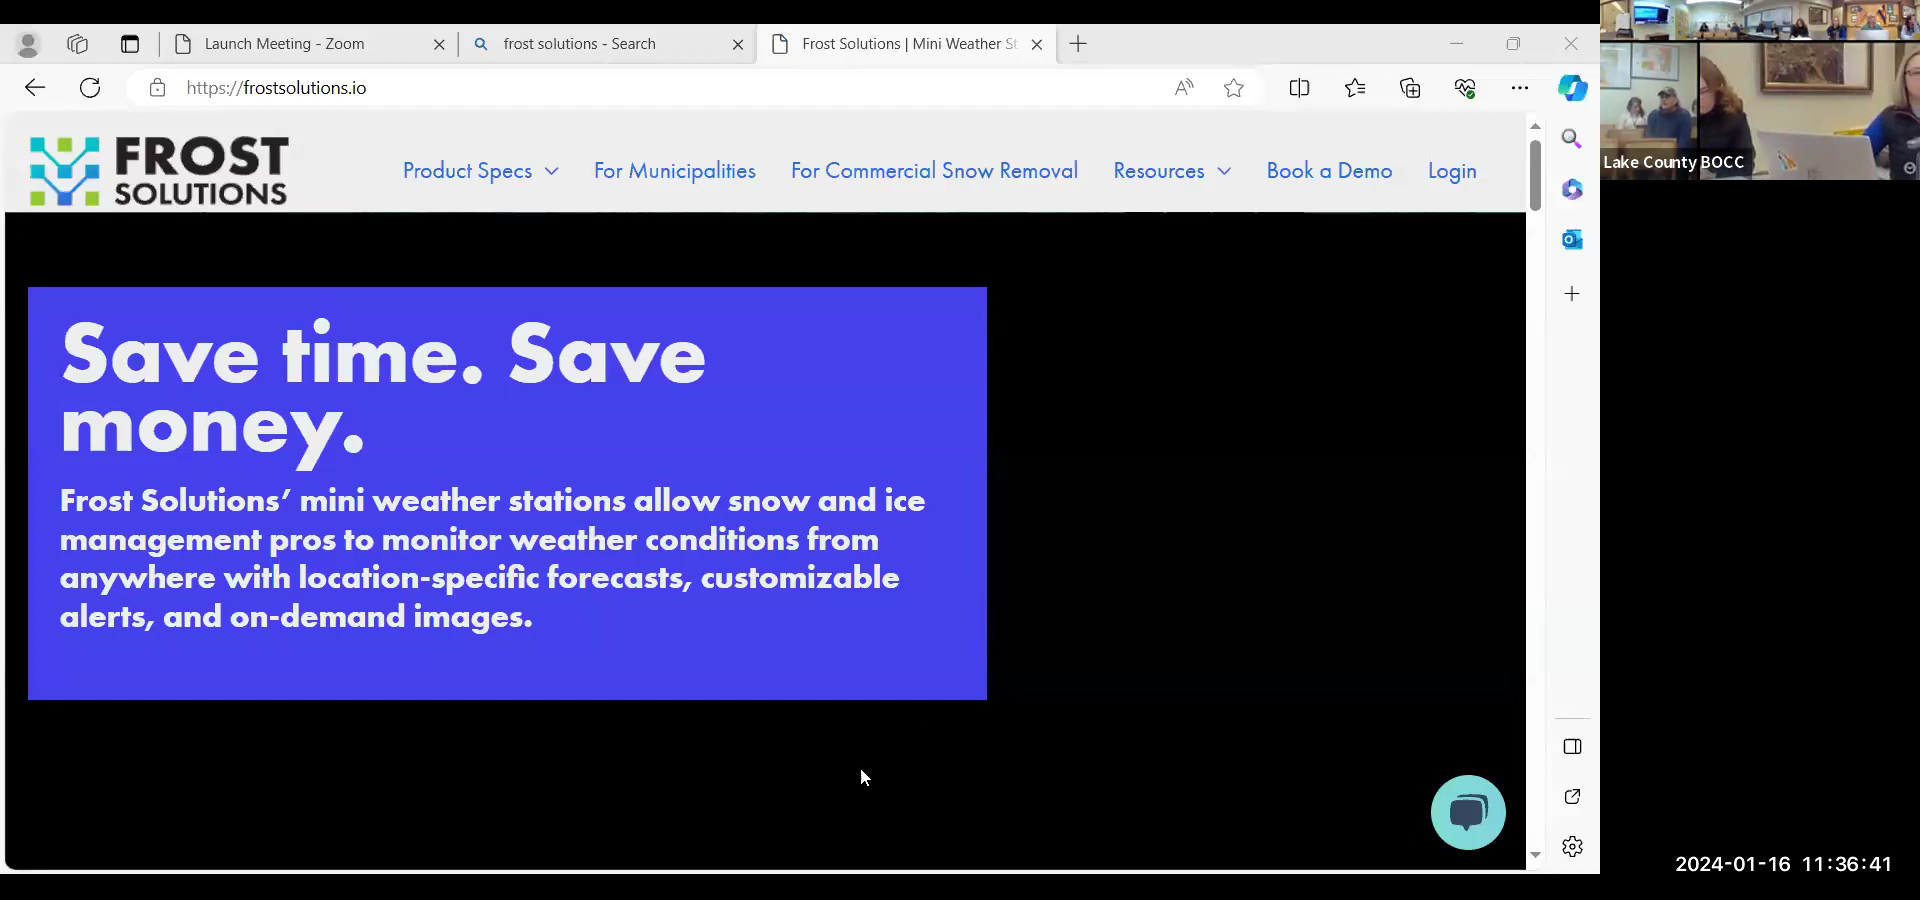 Launch Meeting - Zoom
frost solutions - Search
Frost Solutions | Mini Weather St
https://frostsolutions.io
FROST
SOLUTIONS
Product Specs
For Municipalities
For Commercial Snow Removal
Resources
Book a Demo
Login
Lake County BOCC
Save time. Save
money.
Frost Solutions’ mini weather stations allow snow and ice
management pros to monitor weather conditions from
anywhere with location-specific forecasts, customizable
alerts, and on-demand images.
2024-01-16 11:36:41